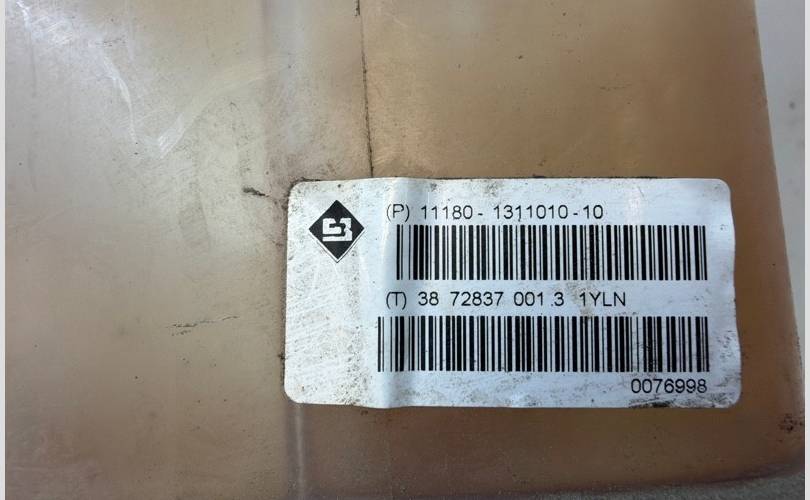 (P) 11180 - 1311010 - 10
(T) 38 72837 001 3 1YLN
0076998